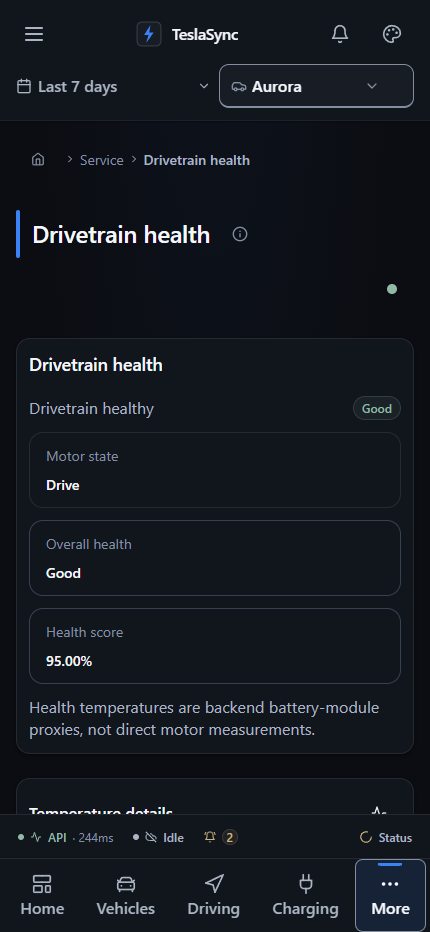 TeslaSync
Last 7 days
Aurora
Service
Drivetrain health
Drivetrain health
Drivetrain health
Drivetrain healthy
Good
Motor state
Drive
Overall health
Good
Health score
95.00%
Health temperatures are backend battery-module
proxies, not direct motor measurements.
Temperature details
API · 244ms
Idle
2
Status
Home
Vehicles
Driving
Charging
More